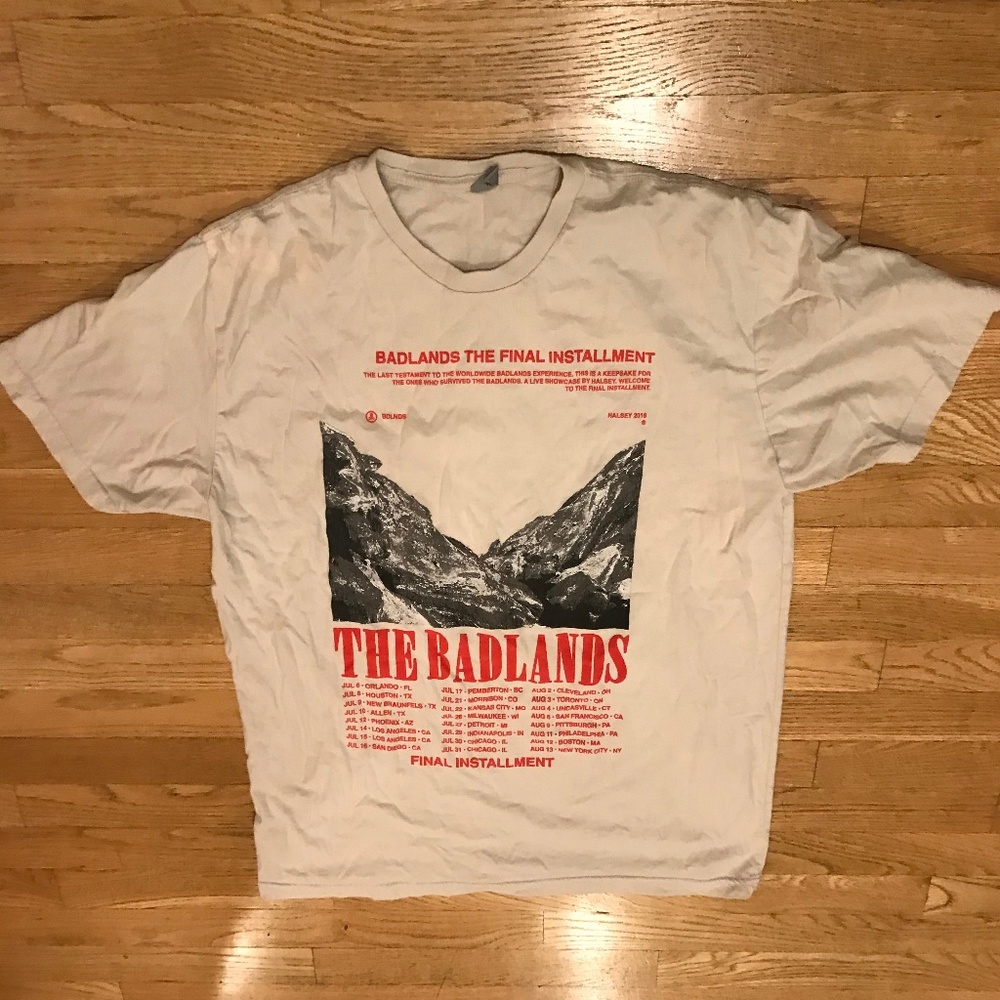 BADLANDS THE FINAL INSTALLMENT
THE LAST TESTAMENT TO THE WORLDWIDE BADLANDS EXPERIENCE. THIS IS A KEEPSAKE FOR
THE ONES WHO SURVIVED THE BADLANDS. A LIVE SHOWCASE BY HALSEY. WELCOME
TO THE FINAL INSTALLMENT.
BDLNDS
HALSEY 2016
THE BADLANDS
JUL 6 - ORLANDO - FL
JUL 8 - HOUSTON - TX
JUL 9 - NEW BRAUNFELS - TX
JUL 10 - ALLEN - TX
JUL 12 - PHOENIX - AZ
JUL 14 - LOS ANGELES - CA
JUL 15 - LOS ANGELES - CA
JUL 16 - SAN DIEGO - CA
JUL 17 - PEMBERTON - BC
JUL 21 - MORRISON - CO
JUL 22 - KANSAS CITY - MO
JUL 26 - MILWAUKEE - WI
JUL 27 - DETROIT - MI
JUL 29 - INDIANAPOLIS - IN
JUL 30 - CHICAGO - IL
JUL 31 - CHICAGO - IL
AUG 2 - CLEVELAND - OH
AUG 3 - TORONTO - ON
AUG 4 - UNCASVILLE - CT
AUG 6 - SAN FRANCISCO - CA
AUG 9 - PITTSBURGH - PA
AUG 11 - PHILADELPHIA - PA
AUG 12 - BOSTON - MA
AUG 13 - NEW YORK CITY - NY
FINAL INSTALLMENT